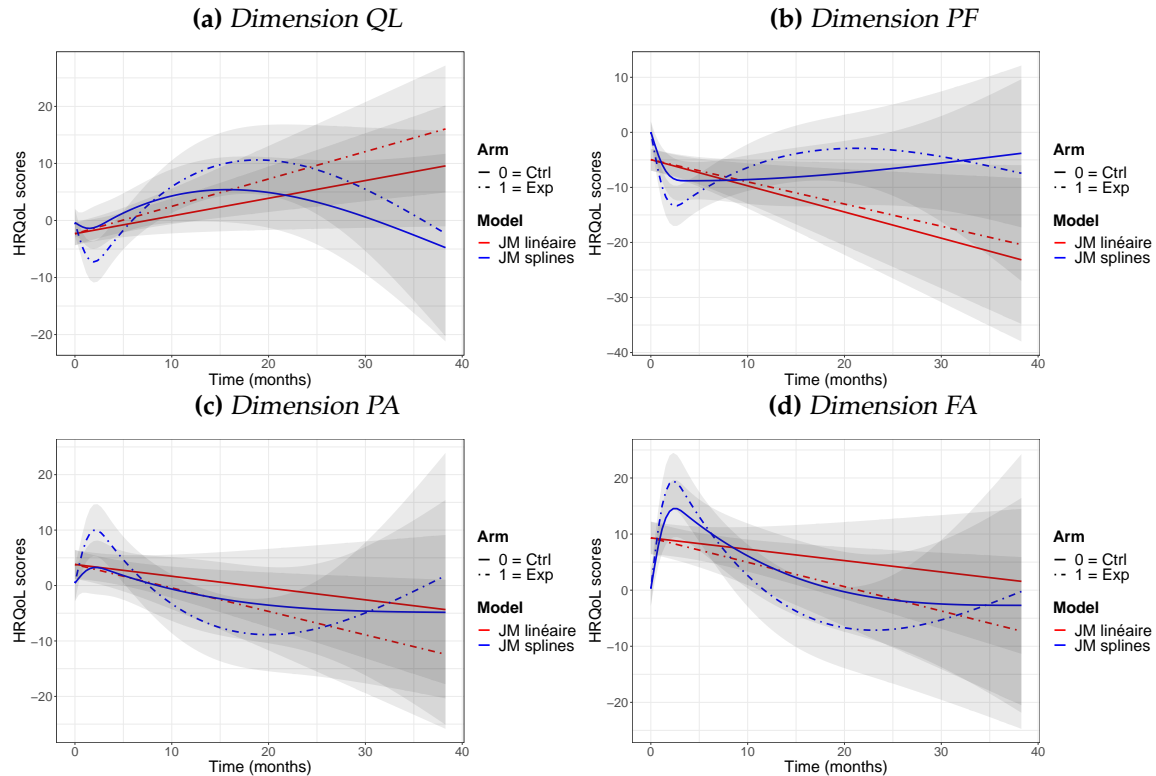 (a) Dimension QL
HRQoL scores
20
10
0
−10
−20
0 10 20 30 40
Time (months)
Arm
0 = Ctrl
1 = Exp
Model
JM linéaire
JM splines
(b) Dimension PF
HRQoL scores
10
0
−10
−20
−30
−40
0 10 20 30 40
Time (months)
Arm
0 = Ctrl
1 = Exp
Model
JM linéaire
JM splines
(c) Dimension PA
HRQoL scores
20
10
0
−10
−20
0 10 20 30 40
Time (months)
Arm
0 = Ctrl
1 = Exp
Model
JM linéaire
JM splines
(d) Dimension FA
HRQoL scores
20
10
0
−10
−20
0 10 20 30 40
Time (months)
Arm
0 = Ctrl
1 = Exp
Model
JM linéaire
JM splines